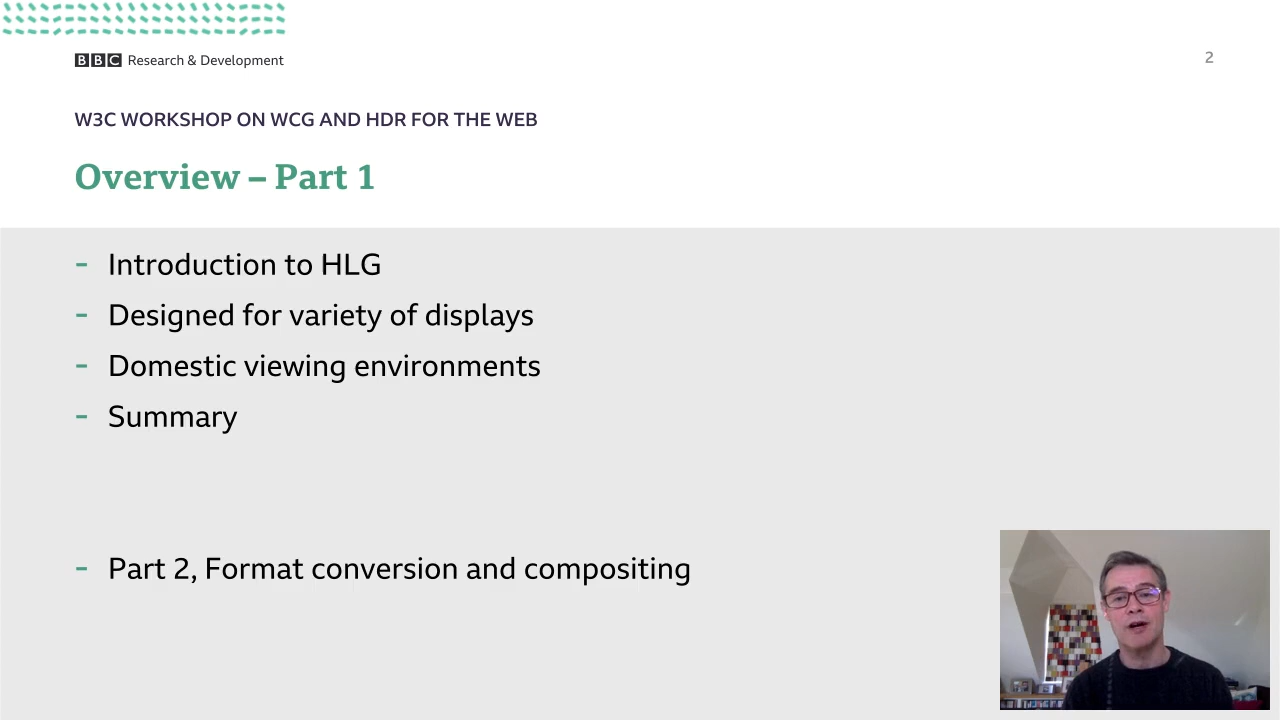 BBC Research & Development
2
W3C WORKSHOP ON WCG AND HDR FOR THE WEB
Overview – Part 1
- Introduction to HLG
- Designed for variety of displays
- Domestic viewing environments
- Summary
- Part 2, Format conversion and compositing